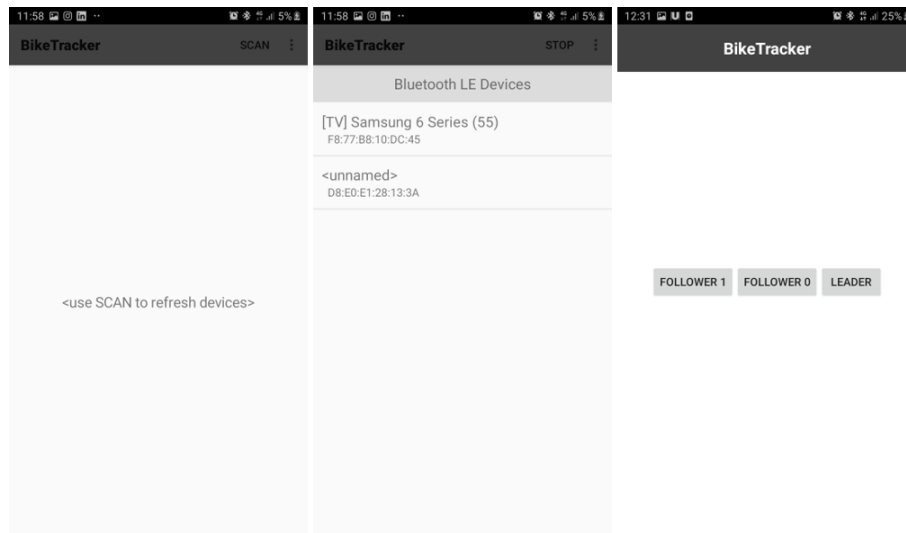 11:58 5%
BikeTracker SCAN
<use SCAN to refresh devices>
11:58 5%
BikeTracker STOP
Bluetooth LE Devices
[TV] Samsung 6 Series (55)
F8:77:B8:10:DC:45
<unnamed>
D8:E0:E1:28:13:3A
12:31 25%
BikeTracker
FOLLOWER 1 FOLLOWER 0 LEADER